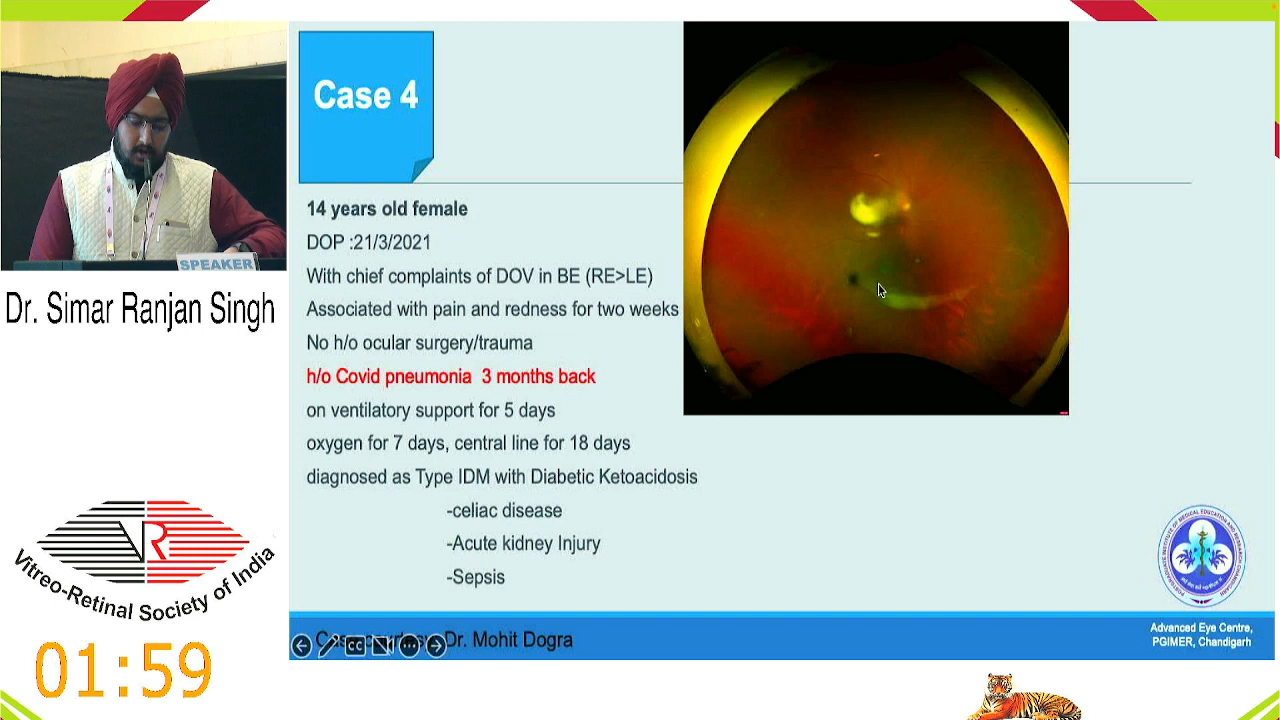 Case 4
14 years old female
DOP :21/3/2021
With chief complaints of DOV in BE (RE>LE)
Associated with pain and redness for two weeks
No h/o ocular surgery/trauma
h/o Covid pneumonia 3 months back
on ventilatory support for 5 days
oxygen for 7 days, central line for 18 days
diagnosed as Type IDM with Diabetic Ketoacidosis
-celiac disease
-Acute kidney Injury
-Sepsis
SPEAKER
Dr. Simar Ranjan Singh
VR
Vitreo-Retinal Society of India
01:59
CC
Dr. Mohit Dogra
Advanced Eye Centre,
PGIMER, Chandigarh